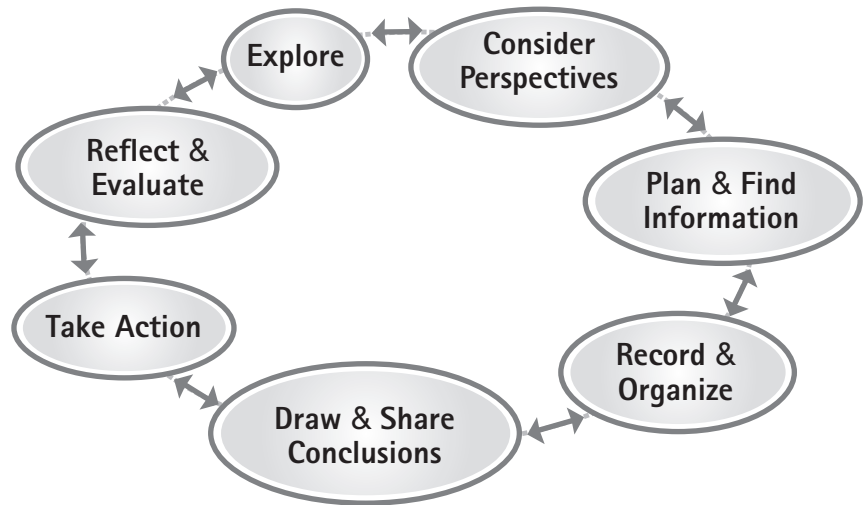 Explore
Consider
Perspectives
Plan & Find
Information
Record &
Organize
Draw & Share
Conclusions
Take Action
Reflect &
Evaluate